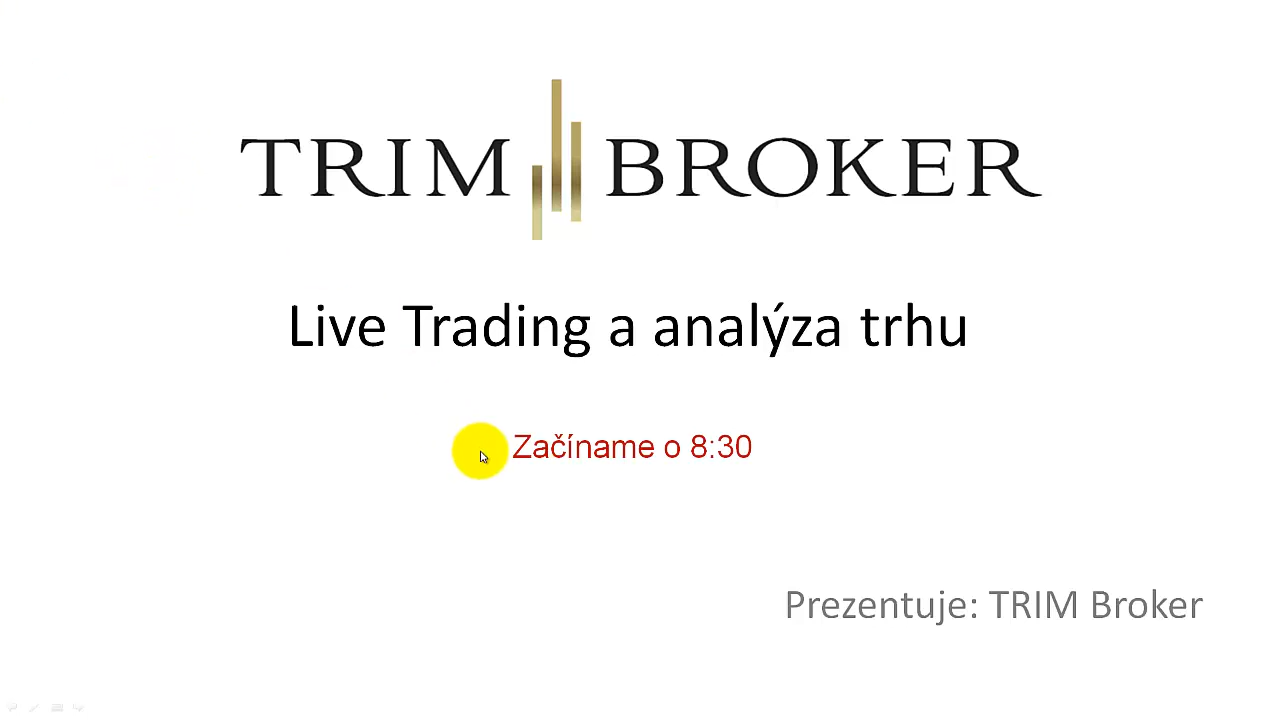 TRIM BROKER
Live Trading a analýza trhu
Začíname o 8:30
Prezentuje: TRIM Broker